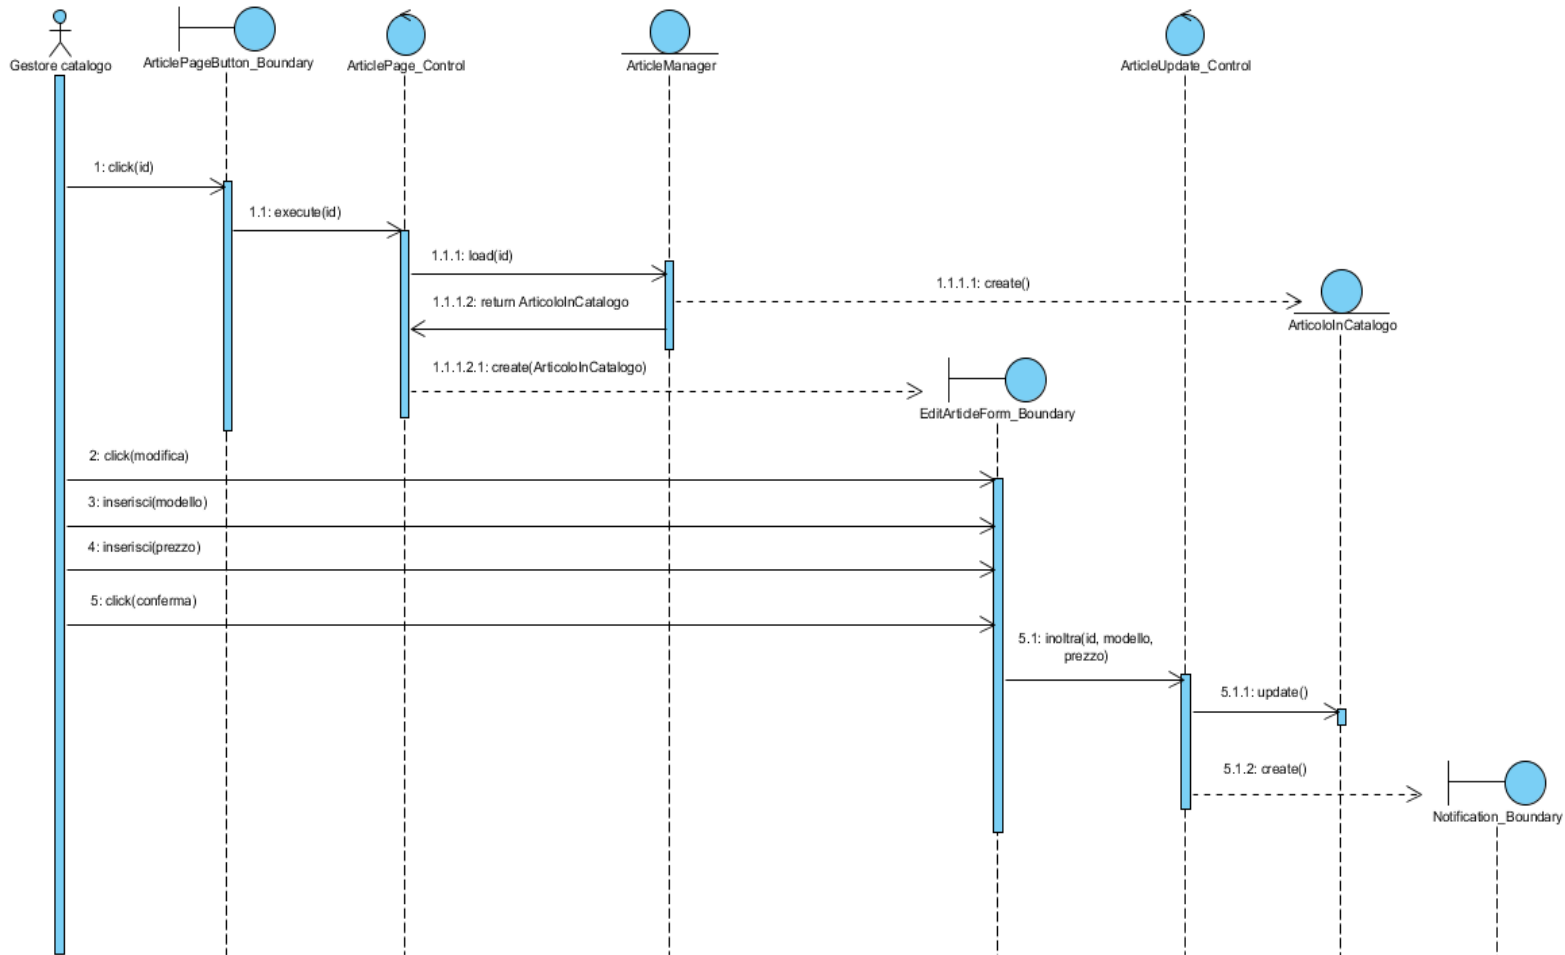 Gestore catalogo
ArticlePageButton_Boundary
ArticlePage_Control
ArticleManager
ArticleUpdate_Control
1: click(id)
1.1: execute(id)
1.1.1: load(id)
1.1.1.1: create()
1.1.1.2: return ArticoloInCatalogo
ArticoloInCatalogo
1.1.1.2.1: create(ArticoloInCatalogo)
EditArticleForm_Boundary
2: click(modifica)
3: inserisci(modello)
4: inserisci(prezzo)
5: click(conferma)
5.1: inoltra(id, modello,
prezzo)
5.1.1: update()
5.1.2: create()
Notification_Boundary